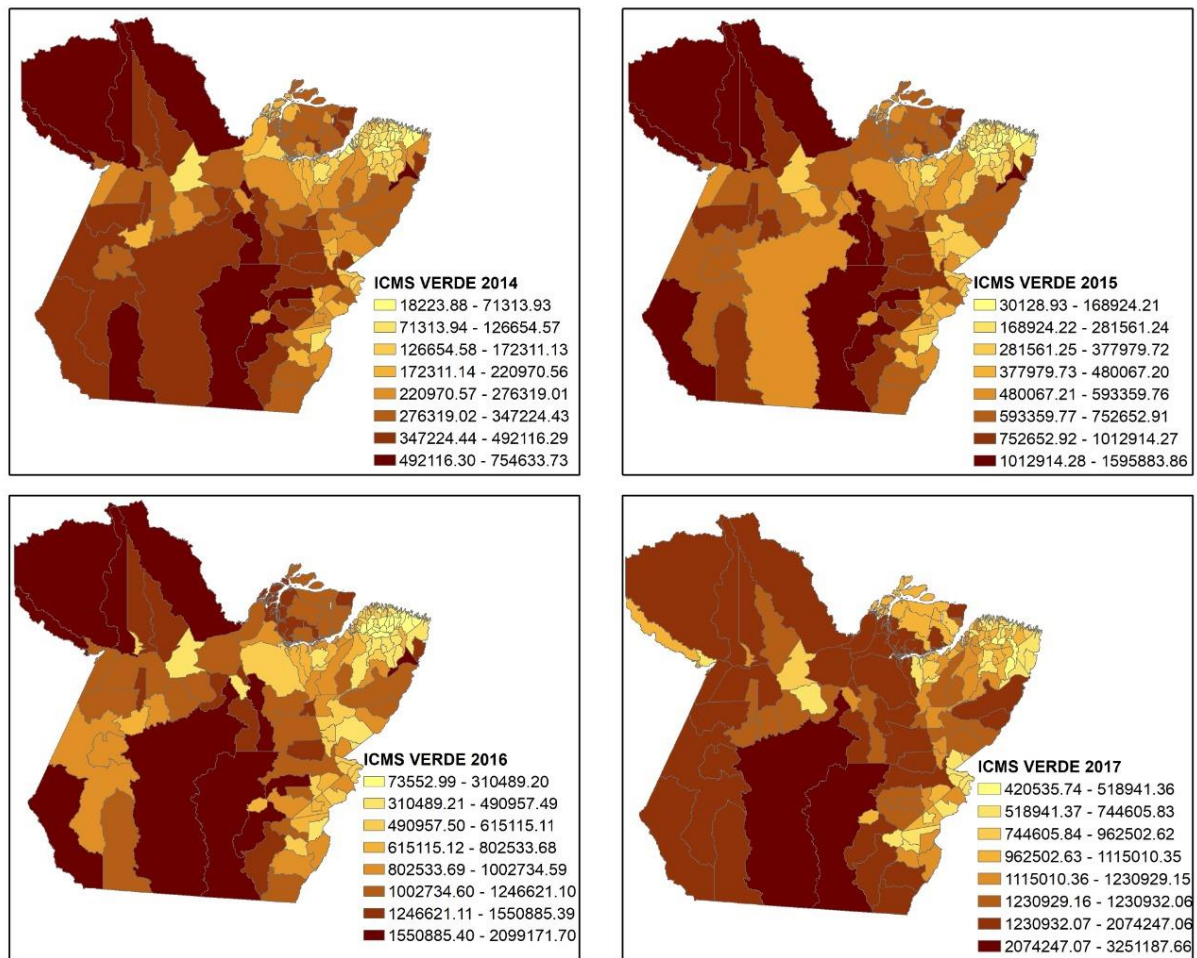 ICMS VERDE 2014
18223.88 - 71313.93
71313.94 - 126654.57
126654.58 - 172311.13
172311.14 - 220970.56
220970.57 - 276319.01
276319.02 - 347224.43
347224.44 - 492116.29
492116.30 - 754633.73
ICMS VERDE 2015
30128.93 - 168924.21
168924.22 - 281561.24
281561.25 - 377979.72
377979.73 - 480067.20
480067.21 - 593359.76
593359.77 - 752652.91
752652.92 - 1012914.27
1012914.28 - 1595883.86
ICMS VERDE 2016
73552.99 - 310489.20
310489.21 - 490957.49
490957.50 - 615115.11
615115.12 - 802533.68
802533.69 - 1002734.59
1002734.60 - 1246621.10
1246621.11 - 1550885.39
1550885.40 - 2099171.70
ICMS VERDE 2017
420535.74 - 518941.36
518941.37 - 744605.83
744605.84 - 962502.62
962502.63 - 1115010.35
1115010.36 - 1230929.15
1230929.16 - 1230932.06
1230932.07 - 2074247.06
2074247.07 - 3251187.66